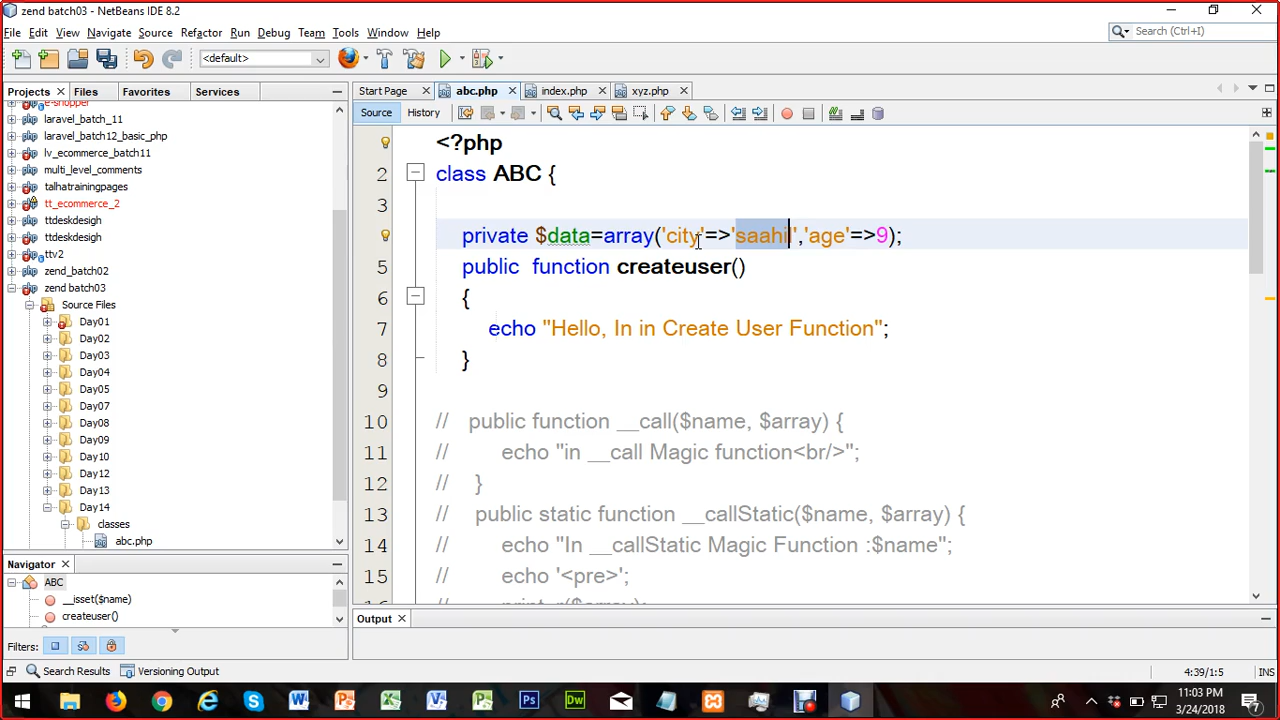 zend batch03 - NetBeans IDE 8.2
File Edit View Navigate Source Refactor Run Debug Team Tools Window Help
Search (Ctrl+I)
<default>
Projects Files Favorites Services
Start Page abc.php index.php xyz.php
Source History
e-shopper
laravel_batch_11
laravel_batch12_basic_php
lv_ecommerce_batch11
multi_level_comments
talhatrainingpages
tt_ecommerce_2
ttdeskdesigh
ttdeskdesigh
ttv2
zend_batch02
zend batch03
Source Files
Day01
Day02
Day03
Day04
Day05
Day07
Day08
Day09
Day10
Day12
Day13
Day14
classes
abc.php
<?php
2 class ABC {
3
private $data=array('city'=>'saahil','age'=>9);
5 public function createuser()
6 {
7 echo "Hello, In in Create User Function";
8 }
9
10 // public function __call($name, $array) {
11 // echo "in __call Magic function<br/>";
12 // }
13 // public static function __callStatic($name, $array) {
14 // echo "In __callStatic Magic Function :$name";
15 // echo '<pre>';
16 // print_r($array);
Navigator
ABC
__isset($name)
createuser()
Filters:
Output
Search Results Versioning Output
4:39/1:5
11:03 PM
3/24/2018
7